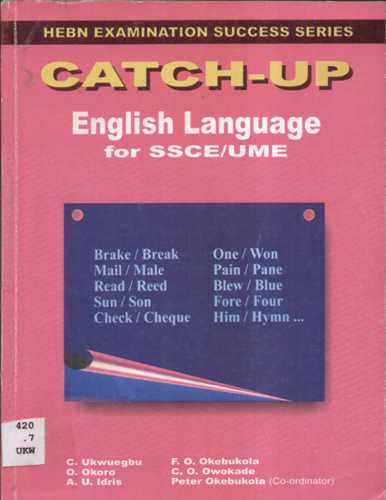 HEBN EXAMINATION SUCCESS SERIES
CATCH-UP
English Language
for SSCE/UME
Brake / Break One / Won
Mail / Male Pain / Pane
Read / Reed Blew / Blue
Sun / Son Fore / Four
Check / Cheque Him / Hymn ...
420
.7
UKW
C. Ukwuegbu F. O. Okebukola
O. Okoro C. O. Owokade
A. U. Idris Peter Okebukola (Co-ordinator)